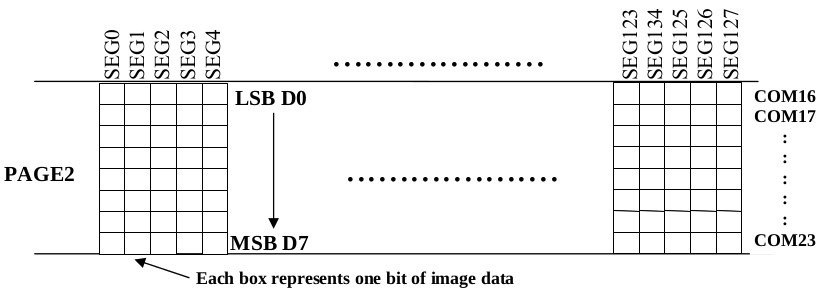 SEG0
SEG1
SEG2
SEG3
SEG4
SEG123
SEG134
SEG125
SEG126
SEG127
....................
LSB D0
COM16
COM17
:
:
PAGE2
....................
:
:
:
MSB D7
COM23
Each box represents one bit of image data